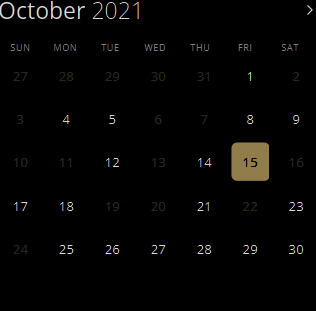 October 2021
SUN MON TUE WED THU FRI SAT
27 28 29 30 31 1 2
3 4 5 6 7 8 9
10 11 12 13 14 15 16
17 18 19 20 21 22 23
24 25 26 27 28 29 30